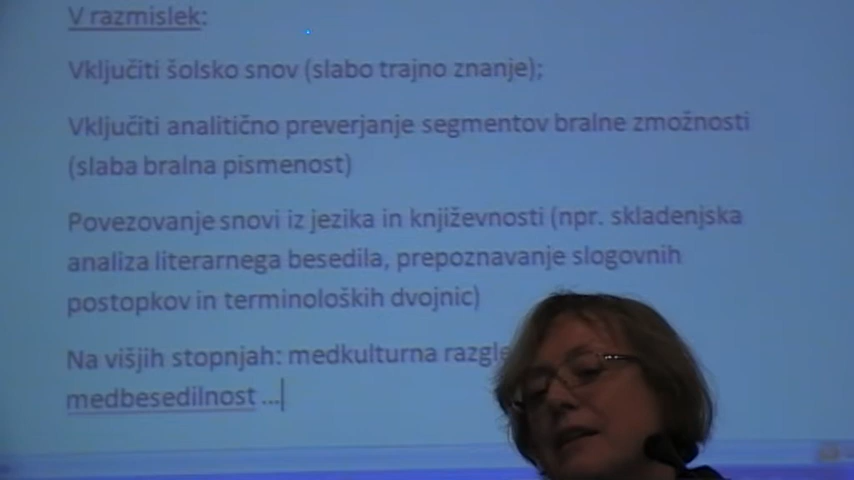 V razmislek:
Vključiti šolsko snov (slabo trajno znanje);
Vključiti analitično preverjanje segmentov bralne zmožnosti
(slaba bralna pismenost)
Povezovanje snovi iz jezika in književnosti (npr. skladenjska
analiza literarnega besedila, prepoznavanje slogovnih
postopkov in terminoloških dvojnic)
Na višjih stopnjah: medkulturna
medbesedilnost ...